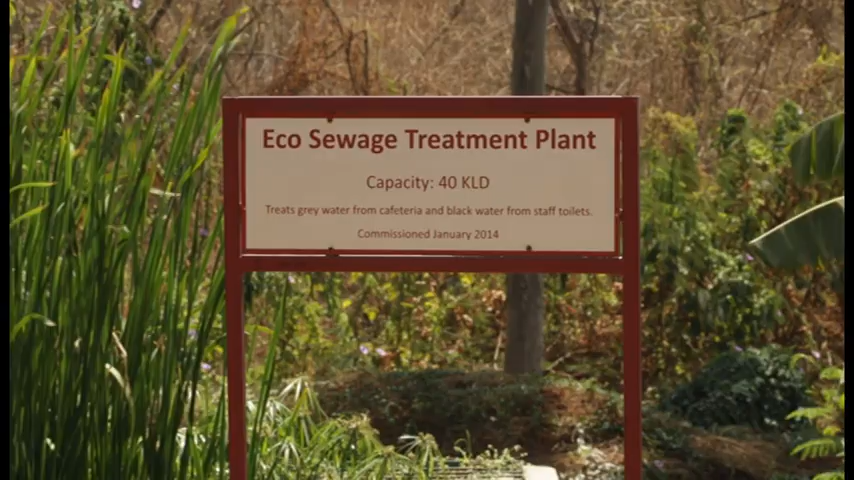 Eco Sewage Treatment Plant
Capacity: 40 KLD
Treats grey water from cafeteria and black water from staff toilets.
Commissioned January 2014